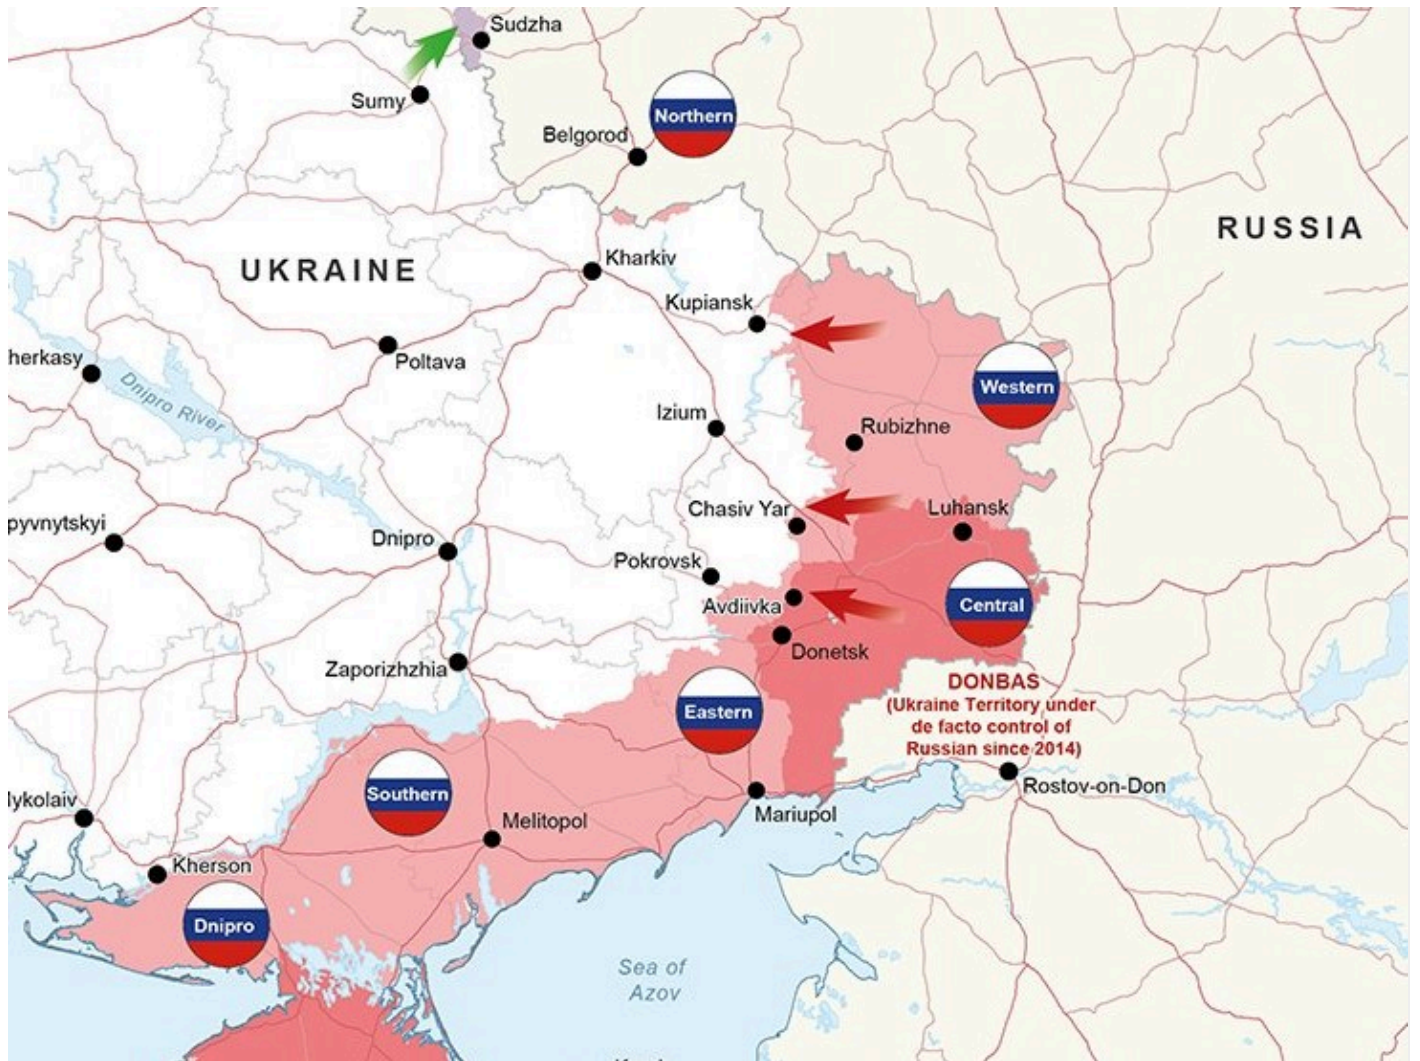 Sudzha
Sumy
Northern
Belgorod
RUSSIA
UKRAINE
Kharkiv
Kupiansk
herkasy
Poltava
Dnipro River
Western
Izium
Rubizhne
Chasiv Yar
Luhansk
pyvnytskyi
Dnipro
Pokrovsk
Avdiivka
Central
Donetsk
Zaporizhzhia
DONBAS
(Ukraine Territory under
de facto control of
Russian since 2014)
Eastern
Rostov-on-Don
Southern
Mariupol
lykolaiv
Melitopol
Kherson
Dnipro
Sea of
Azov